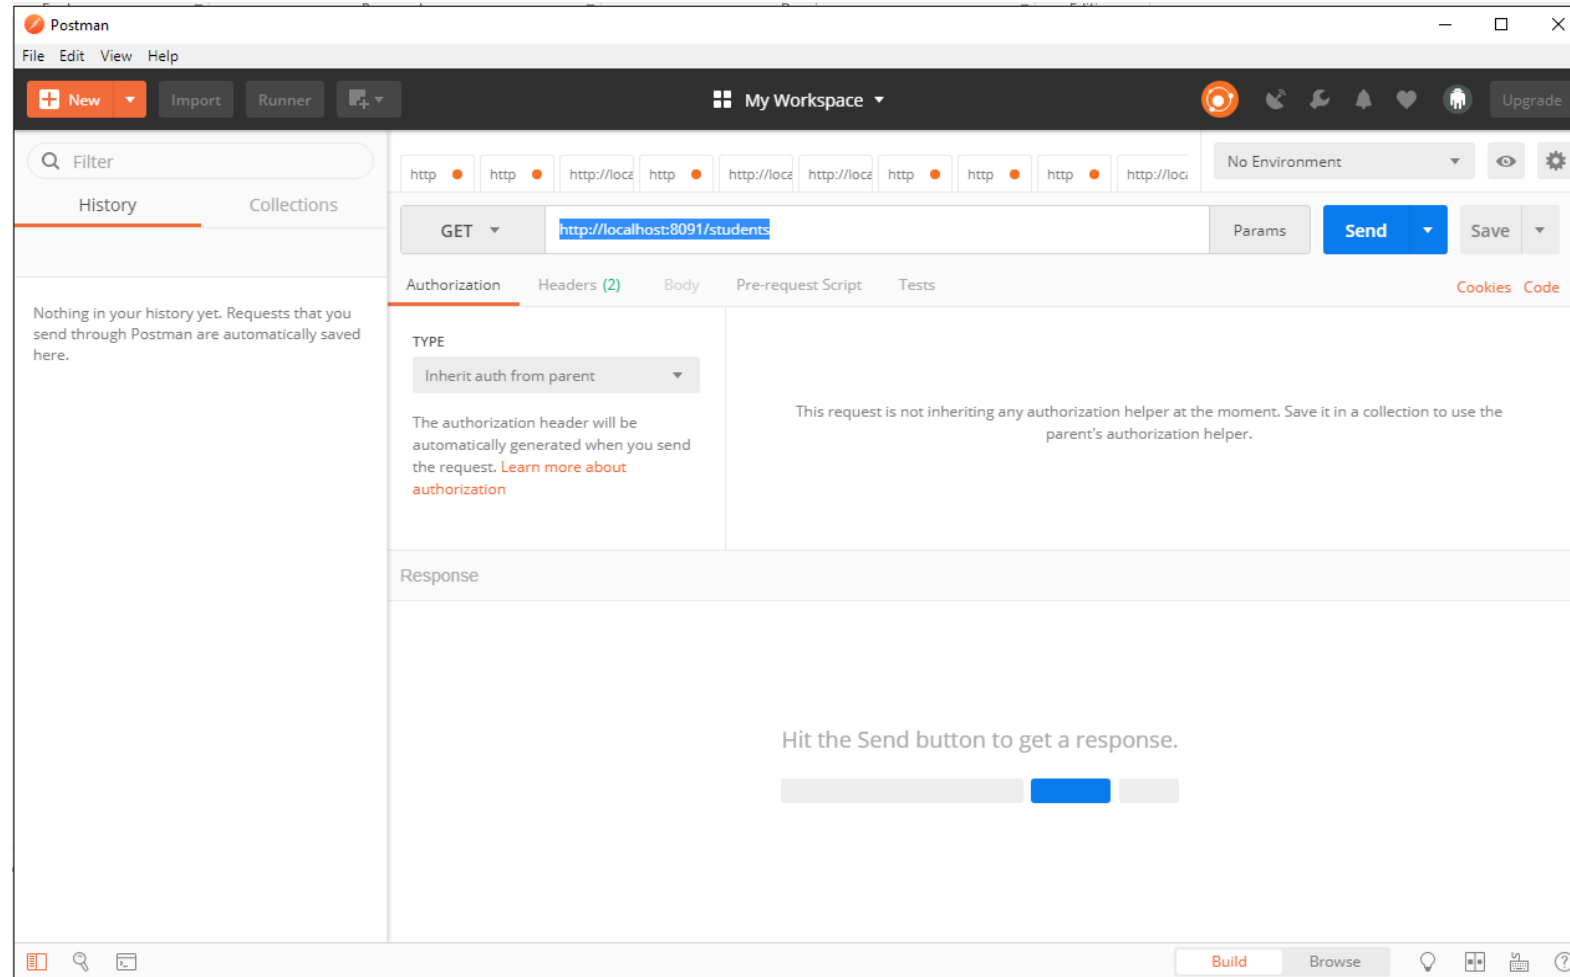 Postman
File Edit View Help
New Import Runner My Workspace Upgrade
Filter
History Collections
Nothing in your history yet. Requests that you
send through Postman are automatically saved
here.
http http http://loca http http://loca http://loca http http http http://loca
No Environment
GET http://localhost:8091/students Params Send Save
Authorization Headers (2) Body Pre-request Script Tests Cookies Code
TYPE
Inherit auth from parent
The authorization header will be
automatically generated when you send
the request. Learn more about
authorization
This request is not inheriting any authorization helper at the moment. Save it in a collection to use the
parent's authorization helper.
Response
Hit the Send button to get a response.
Build Browse